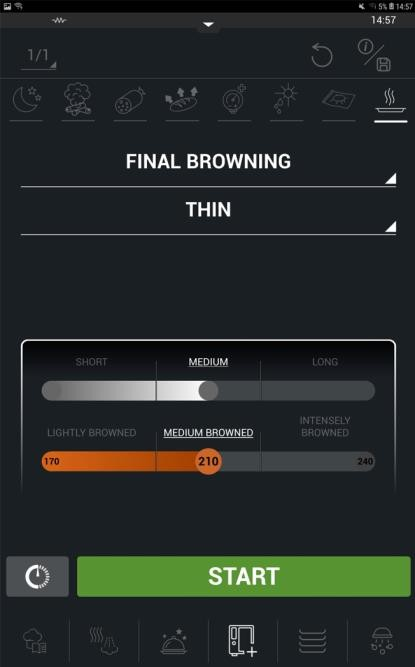 5% 14:57
14:57
1/1
FINAL BROWNING
THIN
SHORT MEDIUM LONG
LIGHTLY BROWNED MEDIUM BROWNED INTENSELY BROWNED
170 210 240
START